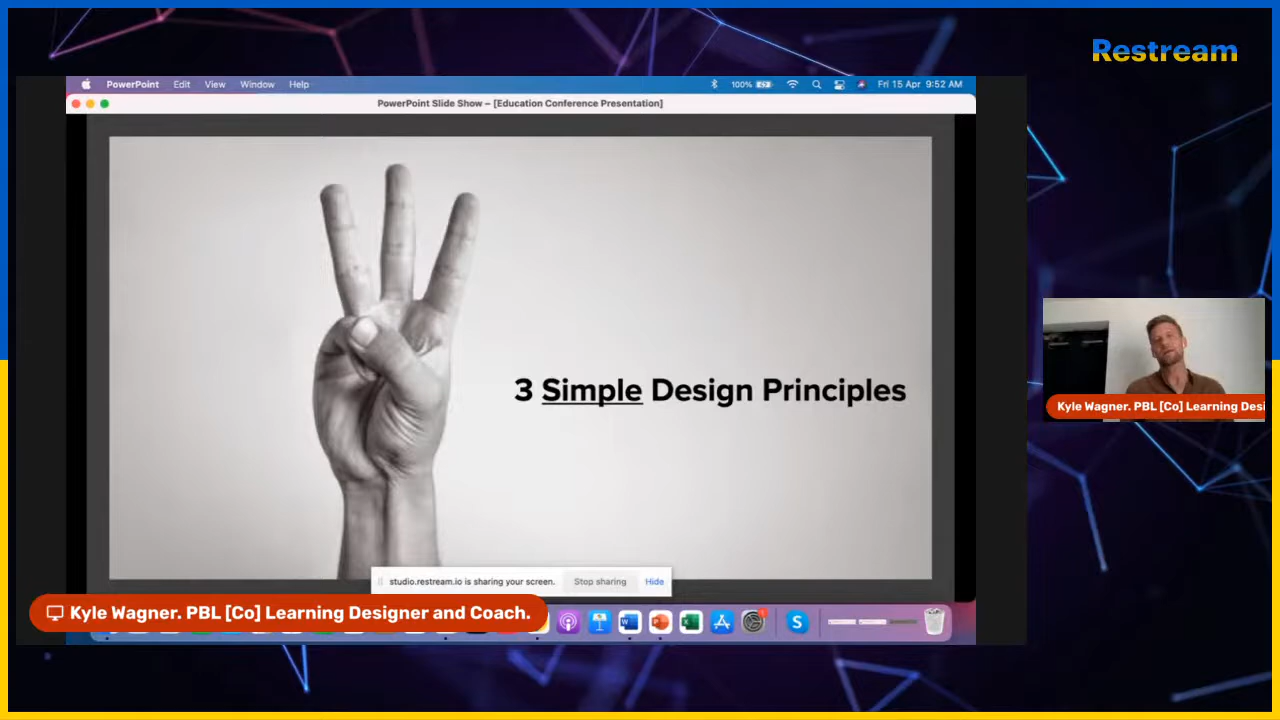 Restream
PowerPoint Edit View Window Help
100% Fri 15 Apr 9:52 AM
PowerPoint Slide Show – [Education Conference Presentation]
3 Simple Design Principles
Kyle Wagner. PBL [Co] Learning Desi
studio.restream.io is sharing your screen. Stop sharing Hide
Kyle Wagner. PBL [Co] Learning Designer and Coach.